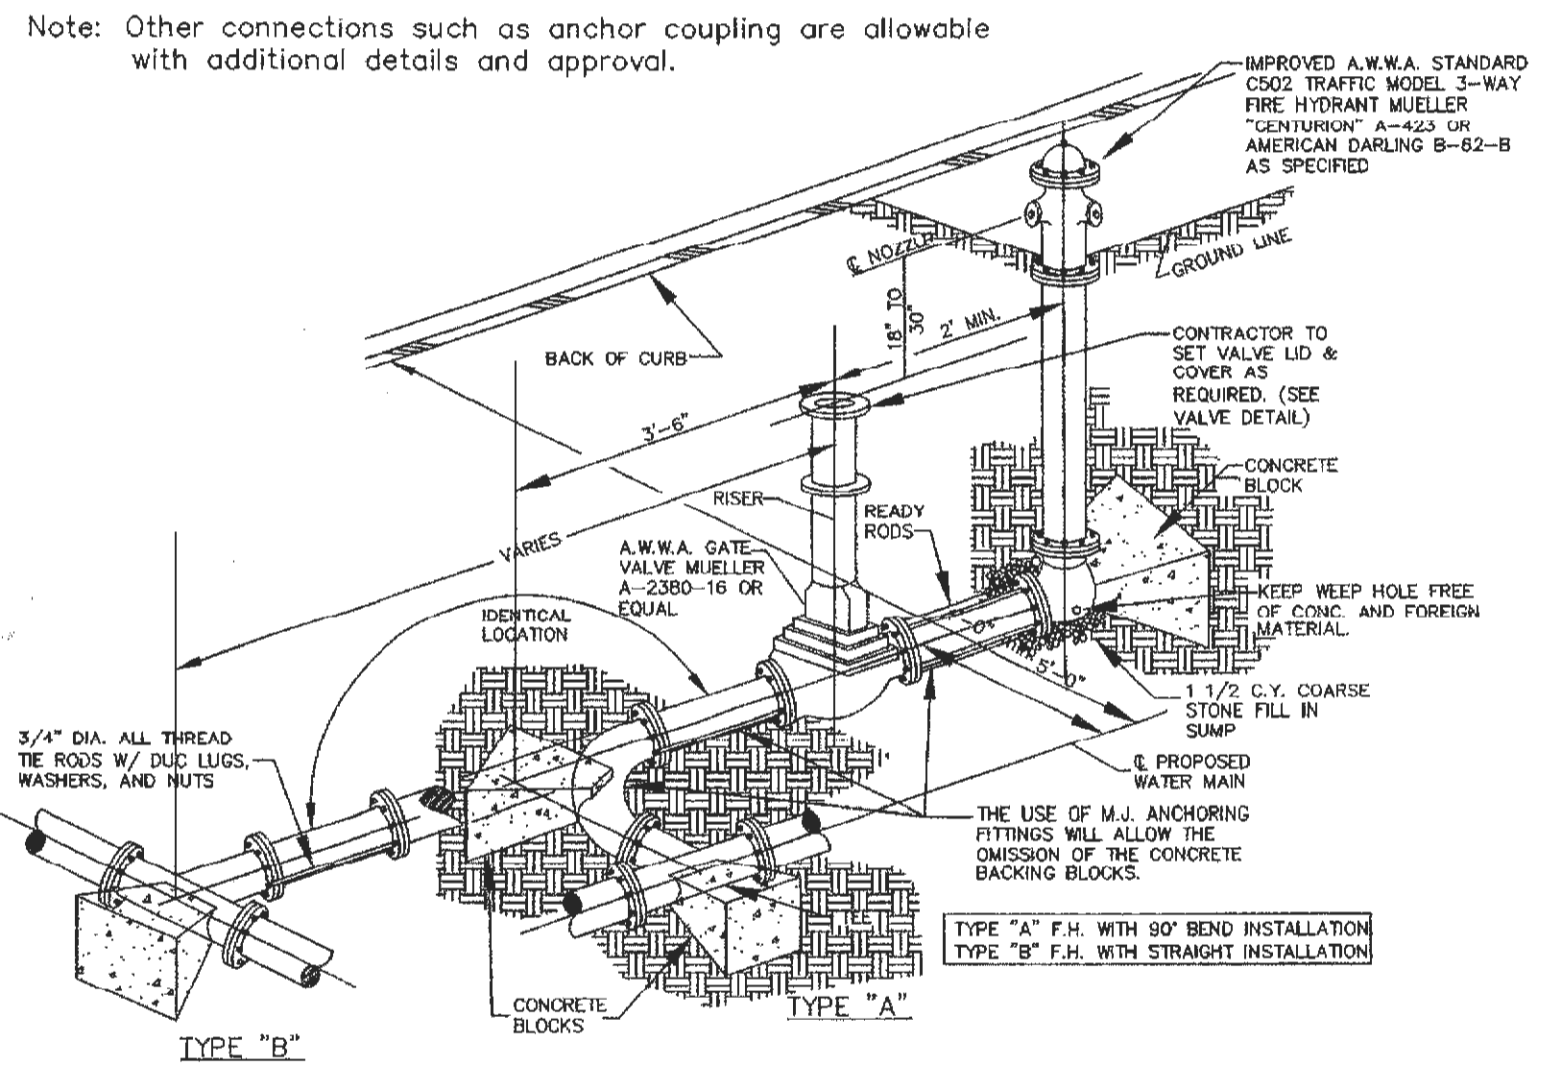 Note: Other connections such as anchor coupling are allowable
with additional details and approval.
IMPROVED A.W.W.A. STANDARD
C502 TRAFFIC MODEL 3-WAY
FIRE HYDRANT MUELLER
"CENTURION" A-423 OR
AMERICAN DARLING B-62-B
AS SPECIFIED
℄ NOZZL
GROUND LINE
18" TO
30"
2' MIN.
BACK OF CURB
CONTRACTOR TO
SET VALVE LID &
COVER AS
REQUIRED. (SEE
VALVE DETAIL)
3'-6"
CONCRETE
BLOCK
RISER
READY
RODS
VARIES
A.W.W.A. GATE
VALVE MUELLER
A-2380-16 OR
EQUAL
IDENTICAL
LOCATION
KEEP WEEP HOLE FREE
OF CONC. AND FOREIGN
MATERIAL.
-0"
5'-0"
1 1/2 C.Y. COARSE
STONE FILL IN
SUMP
3/4" DIA. ALL THREAD
TIE RODS W/ DUC LUGS,
WASHERS, AND NUTS
℄ PROPOSED
WATER MAIN
THE USE OF M.J. ANCHORING
FITTINGS WILL ALLOW THE
OMISSION OF THE CONCRETE
BACKING BLOCKS.
TYPE "A" F.H. WITH 90° BEND INSTALLATION
TYPE "B" F.H. WITH STRAIGHT INSTALLATION
CONCRETE
BLOCKS
TYPE "A"
TYPE "B"